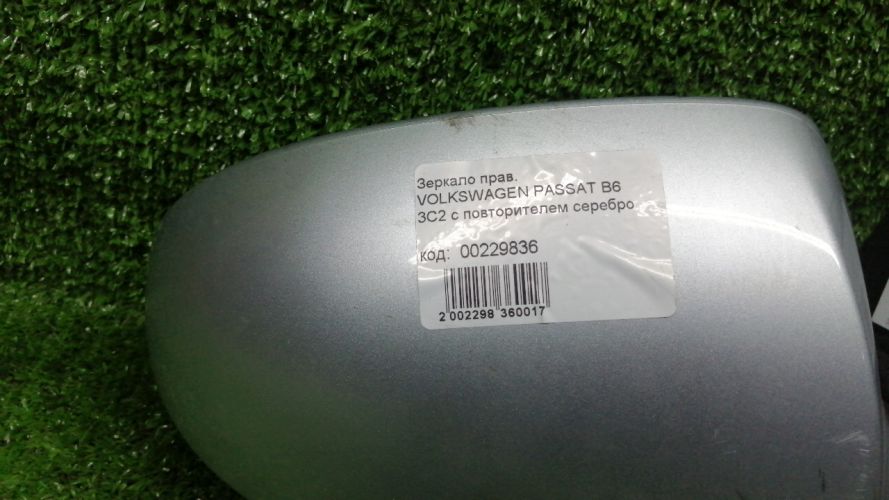 Зеркало прав.
VOLKSWAGEN PASSAT B6
3C2 с повторителем серебро
код: 00229836
2 002298 360017